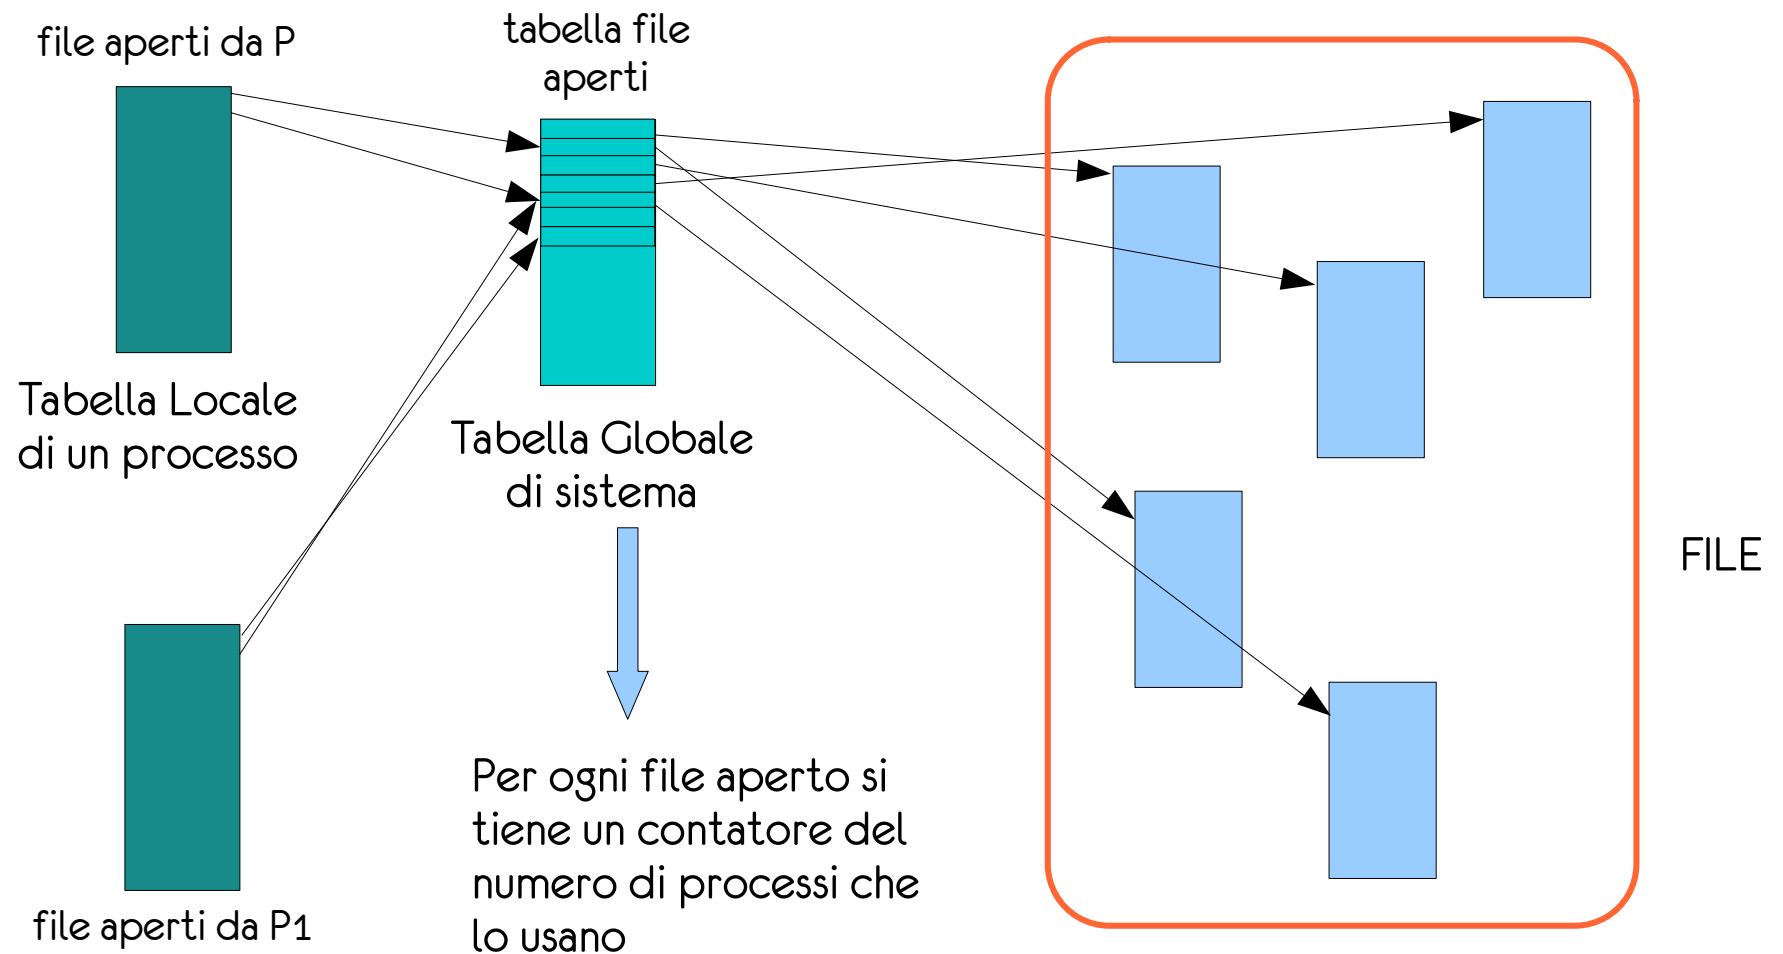 file aperti da P
tabella file
aperti
Tabella Locale
di un processo
Tabella Globale
di sistema
FILE
Per ogni file aperto si
tiene un contatore del
numero di processi che
lo usano
file aperti da P1